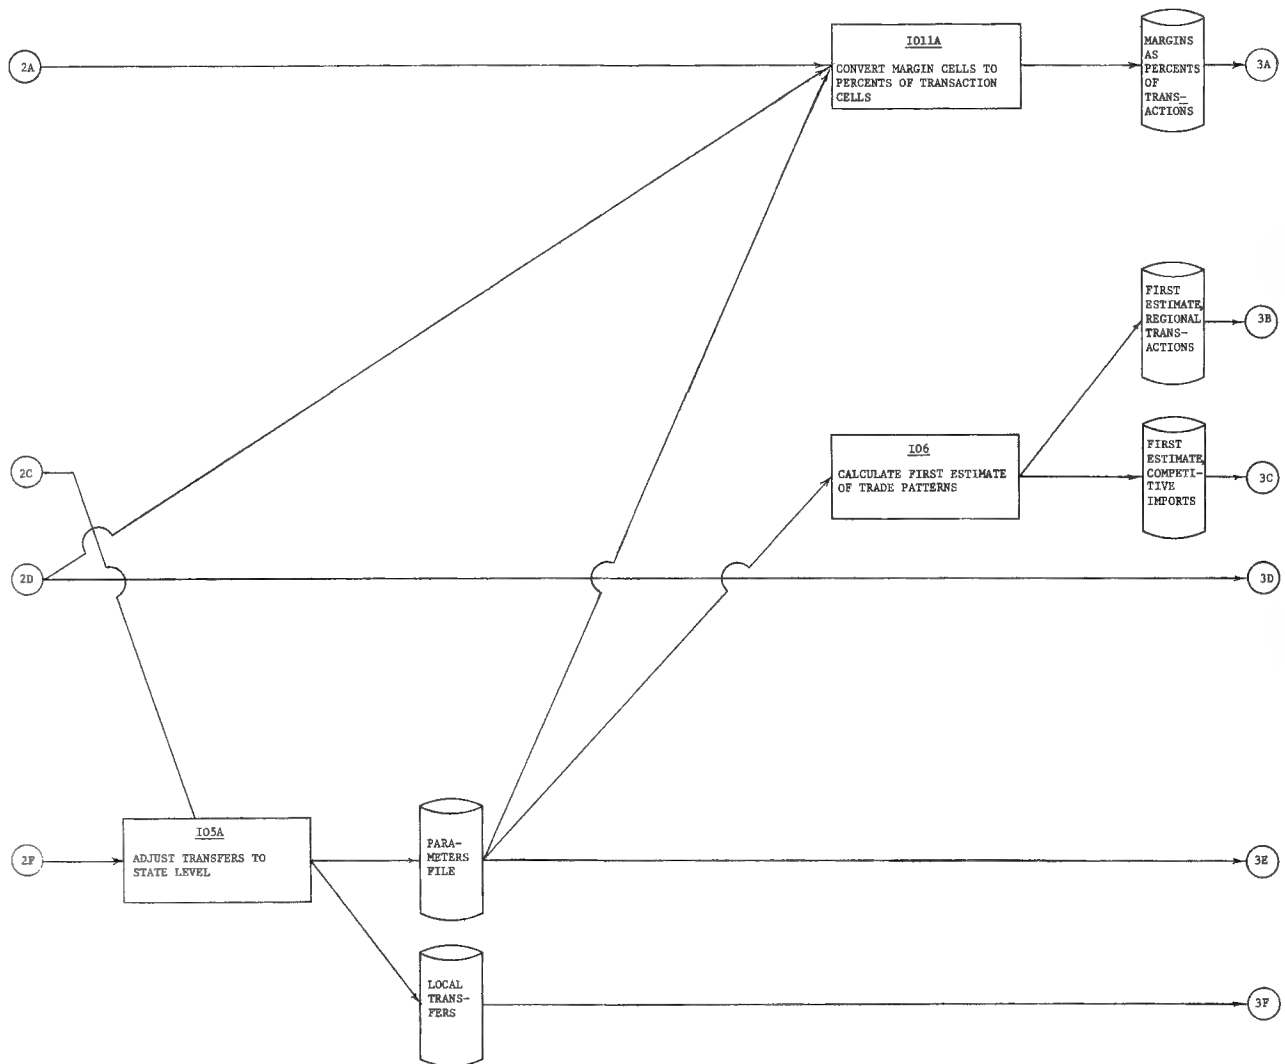 2A
IO11A
CONVERT MARGIN CELLS TO
PERCENTS OF TRANSACTION
CELLS
MARGINS
AS
PERCENTS
OF
TRANS-
ACTIONS
3A
FIRST
ESTIMATE,
REGIONAL
TRANS-
ACTIONS
3B
2C
IO6
CALCULATE FIRST ESTIMATE
OF TRADE PATTERNS
FIRST
ESTIMATE,
COMPETI-
TIVE
IMPORTS
3C
2D
3D
2F
IO5A
ADJUST TRANSFERS TO
STATE LEVEL
PARA-
METERS
FILE
3E
LOCAL
TRANS-
FERS
3F